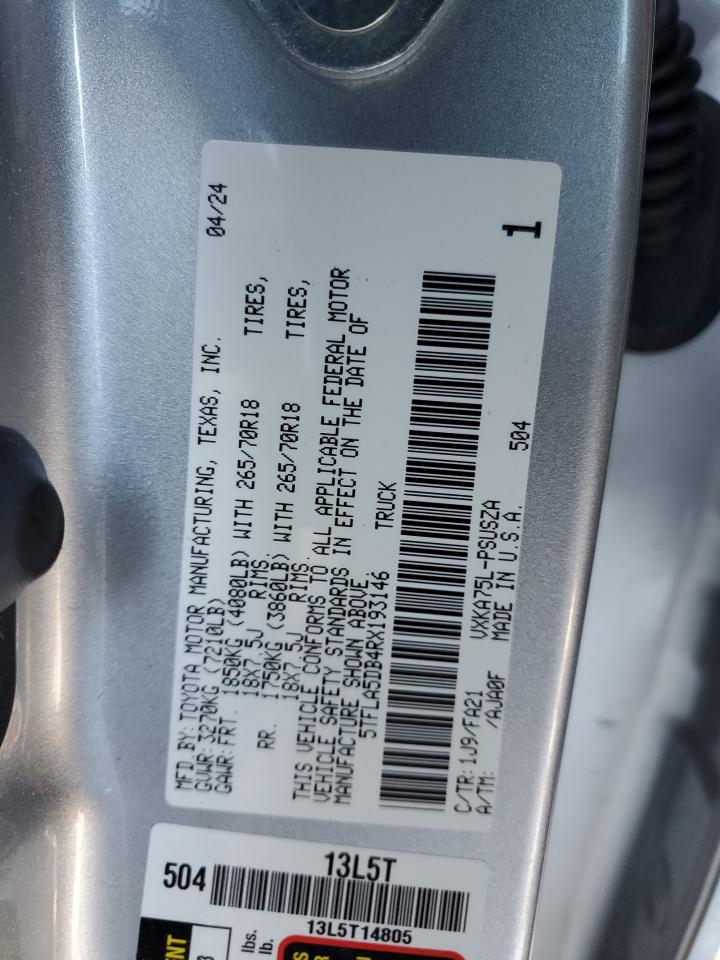 MFD. BY: TOYOTA MOTOR MANUFACTURING, TEXAS, INC. 04/24
GVWR: 3270KG (7210LB)
GAWR: FRT. 1850KG (4080LB) WITH 265/70R18 TIRES,
18X7.5J RIMS
RR. 1750KG (3860LB) WITH 265/70R18 TIRES,
18X7.5J RIMS
THIS VEHICLE CONFORMS TO ALL APPLICABLE FEDERAL MOTOR
VEHICLE SAFETY STANDARDS IN EFFECT ON THE DATE OF
MANUFACTURE SHOWN ABOVE.
5TFLA5DB4RX193146 TRUCK
C/TR: 1J9/FA21 VXKA75L-PSUSZA
A/TM: /AJA0F MADE IN U.S.A. 504
1
13L5T
504
13L5T14805
lbs.
lb.